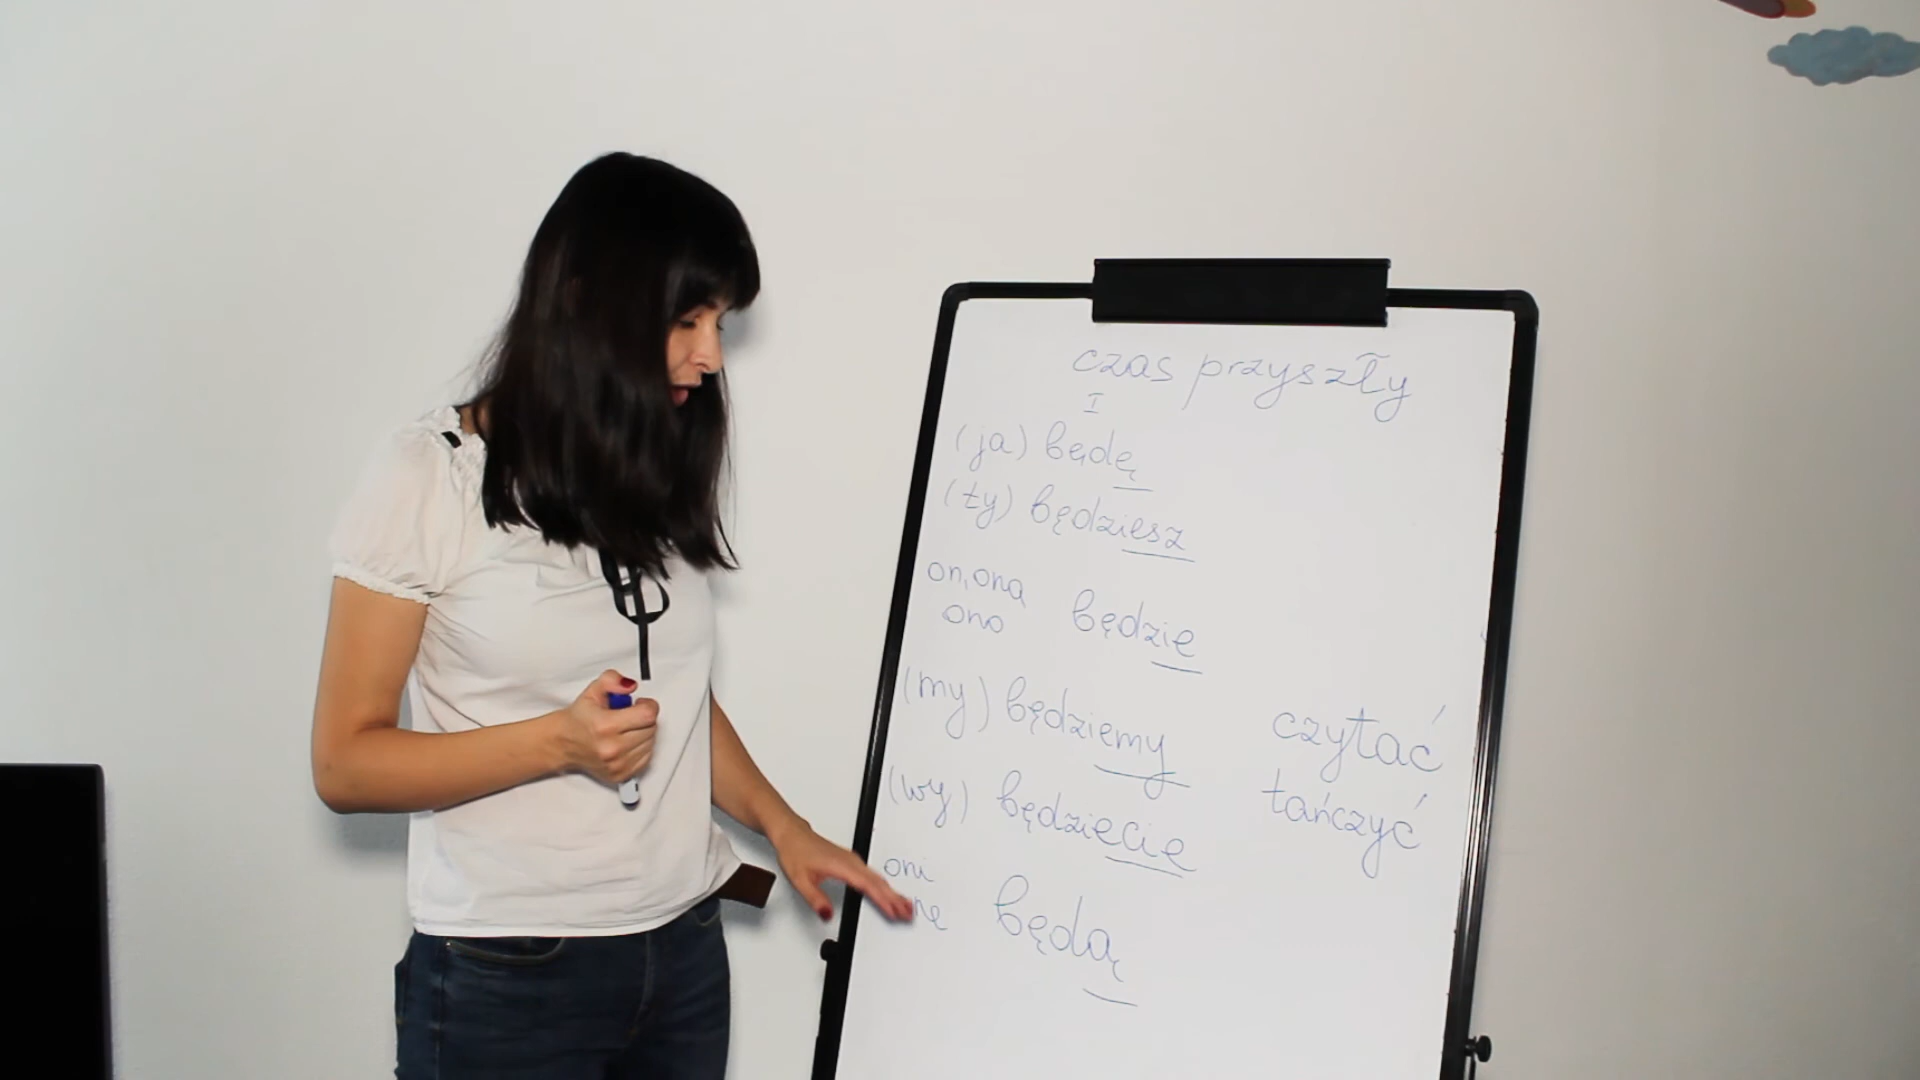 czas przyszły
I
(ja) będę
(ty) będziesz
on, ona
ono będzie
(my) będziemy
(wy) będziecie
oni
będą
czytać
tańczyć